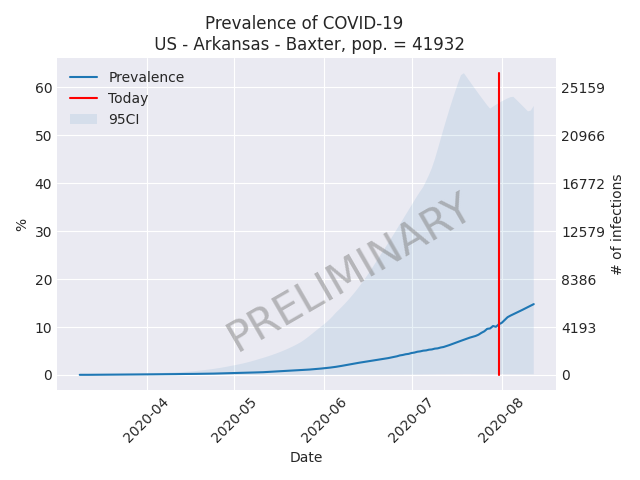 Prevalence of COVID-19
US - Arkansas - Baxter, pop. = 41932
Prevalence
Today
95CI
60
50
40
30
20
10
0
%
25159
20966
16772
12579
8386
4193
0
# of infections
PRELIMINARY
2020-04
2020-05
2020-06
2020-07
2020-08
Date